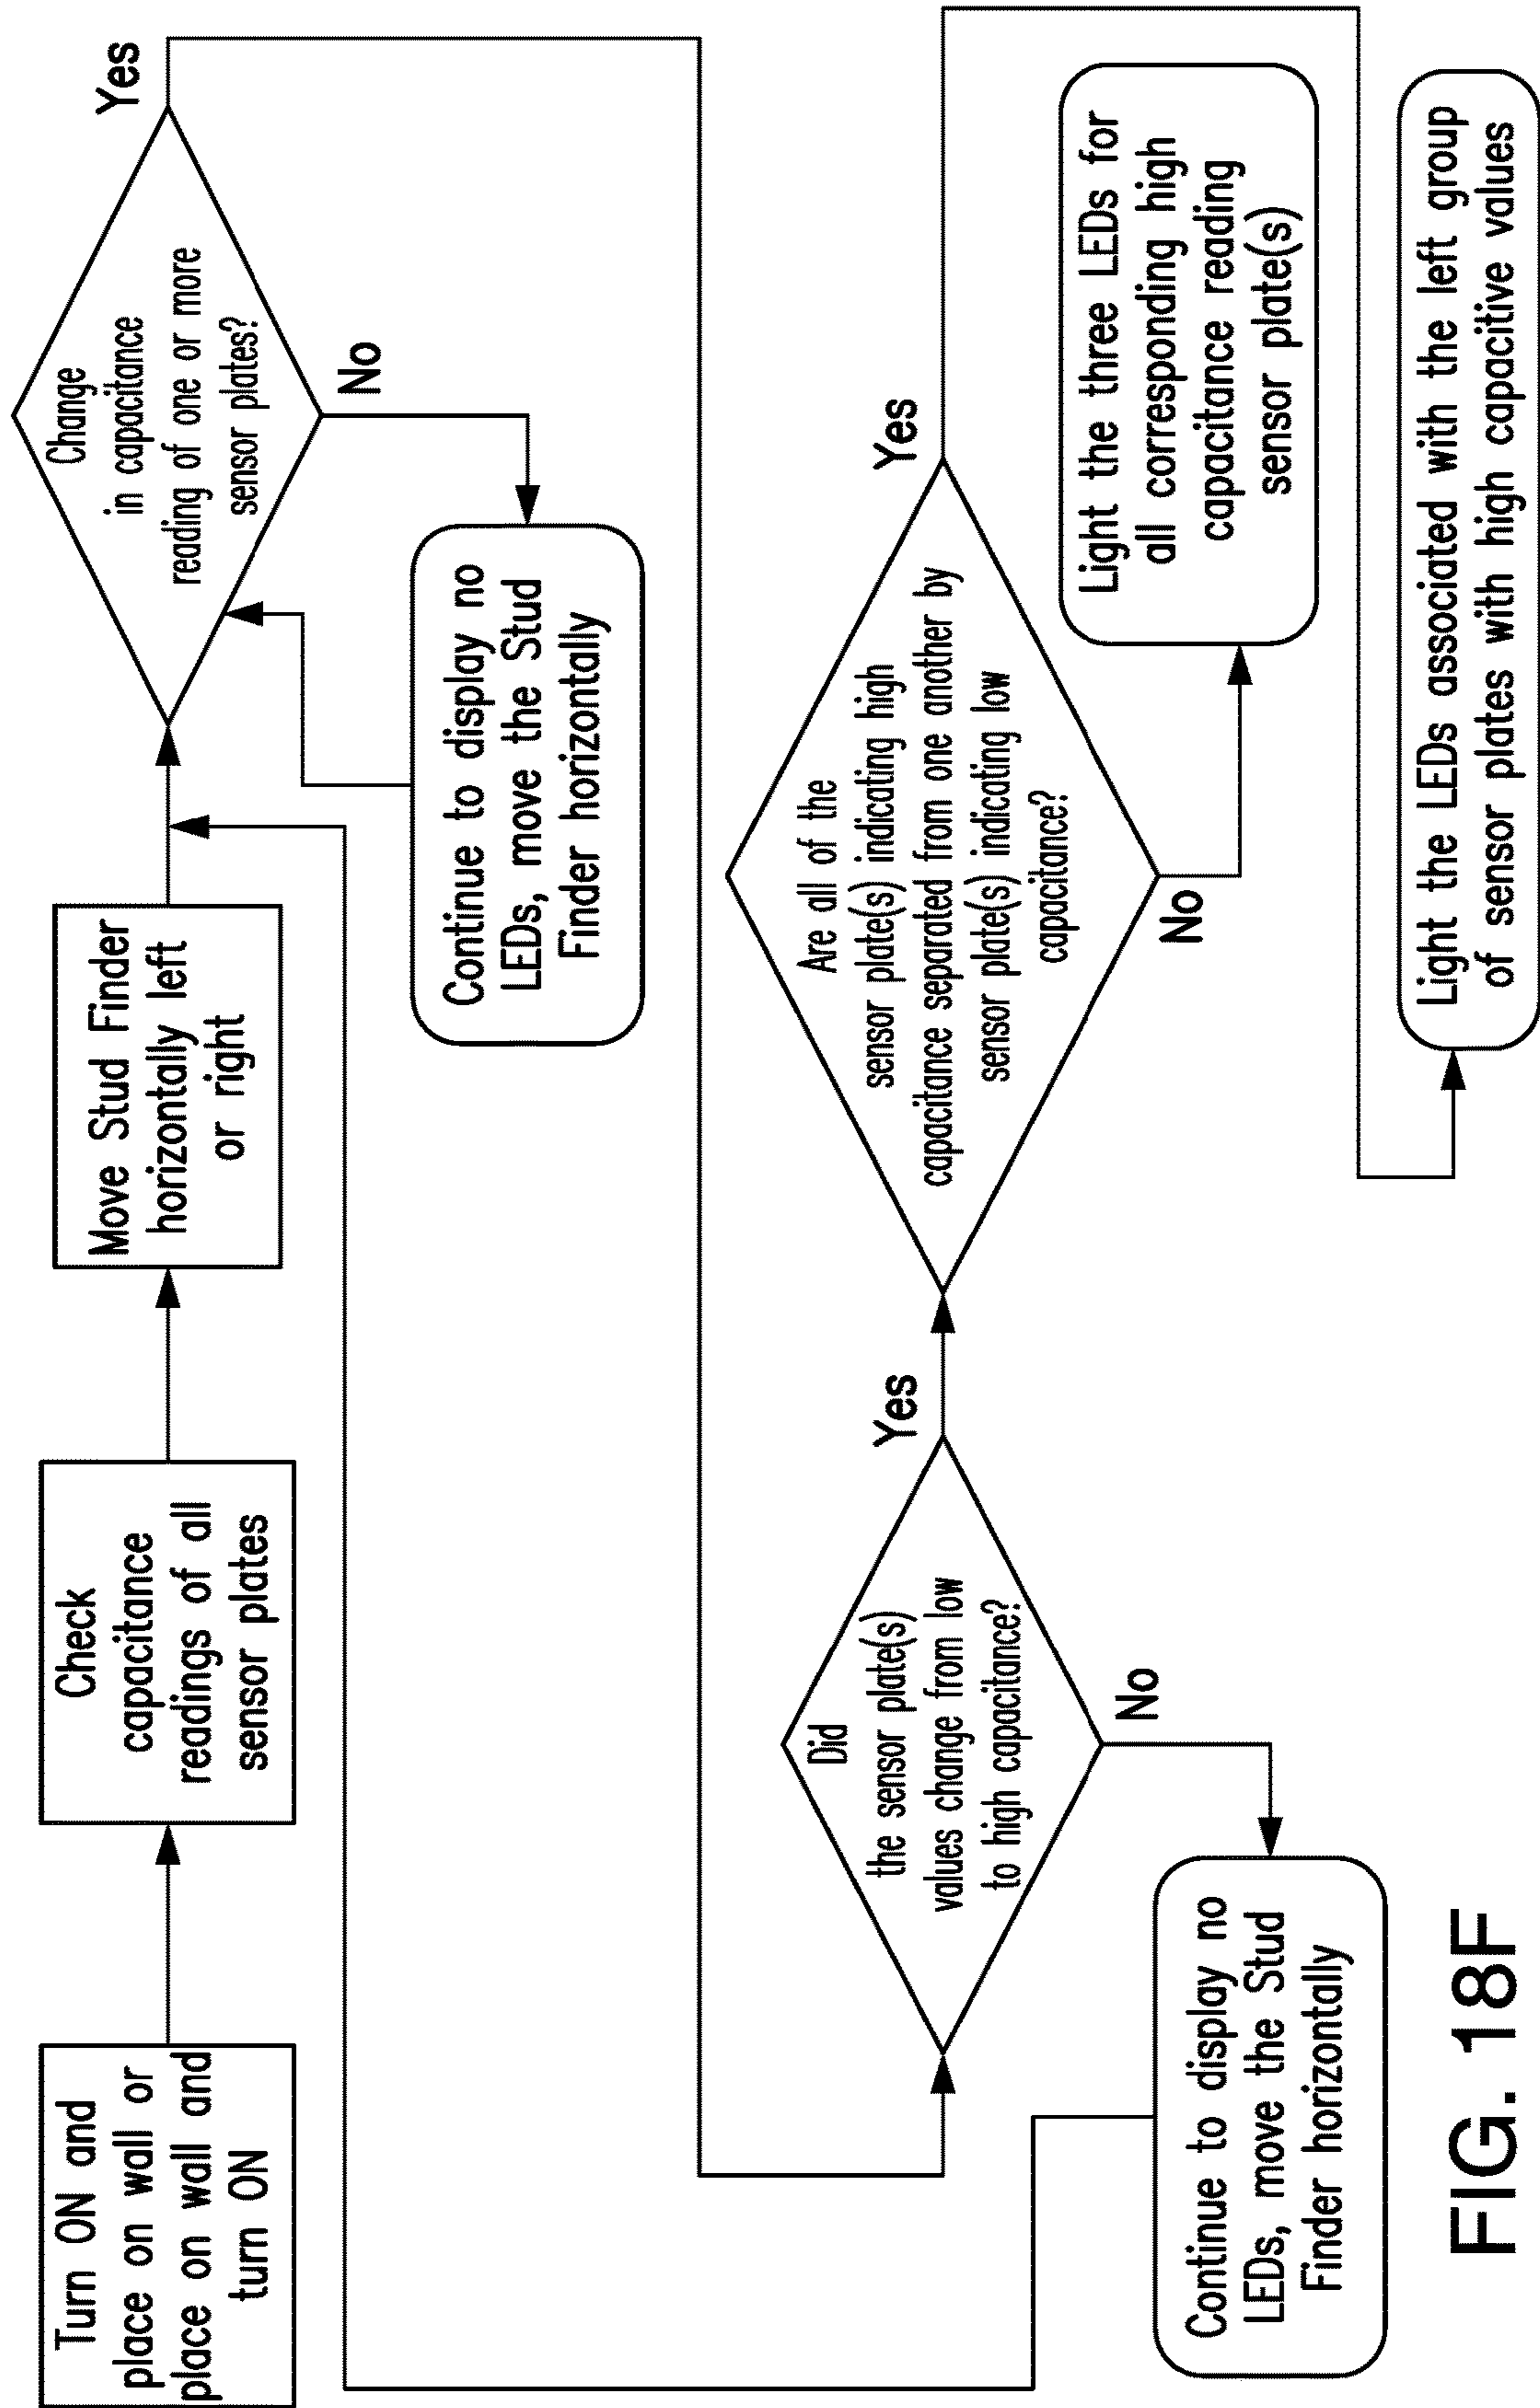 Turn ON and
place on wall or
place on wall and
turn ON
Check
capacitance
readings of all
sensor plates
Move Stud Finder
horizontally left
or right
Change
in capacitance
reading of one or more
sensor plates?
Yes
No
Continue to display no
LEDs, move the Stud
Finder horizontally
Did
the sensor plate(s)
values change from low
to high capacitance?
Yes
No
Continue to display no
LEDs, move the Stud
Finder horizontally
Are all of the
sensor plate(s) indicating high
capacitance separated from one another by
sensor plate(s) indicating low
capacitance?
Yes
No
Light the three LEDs for
all corresponding high
capacitance reading
sensor plate(s)
Light the LEDs associated with the left group
of sensor plates with high capacitive values
FIG. 18F